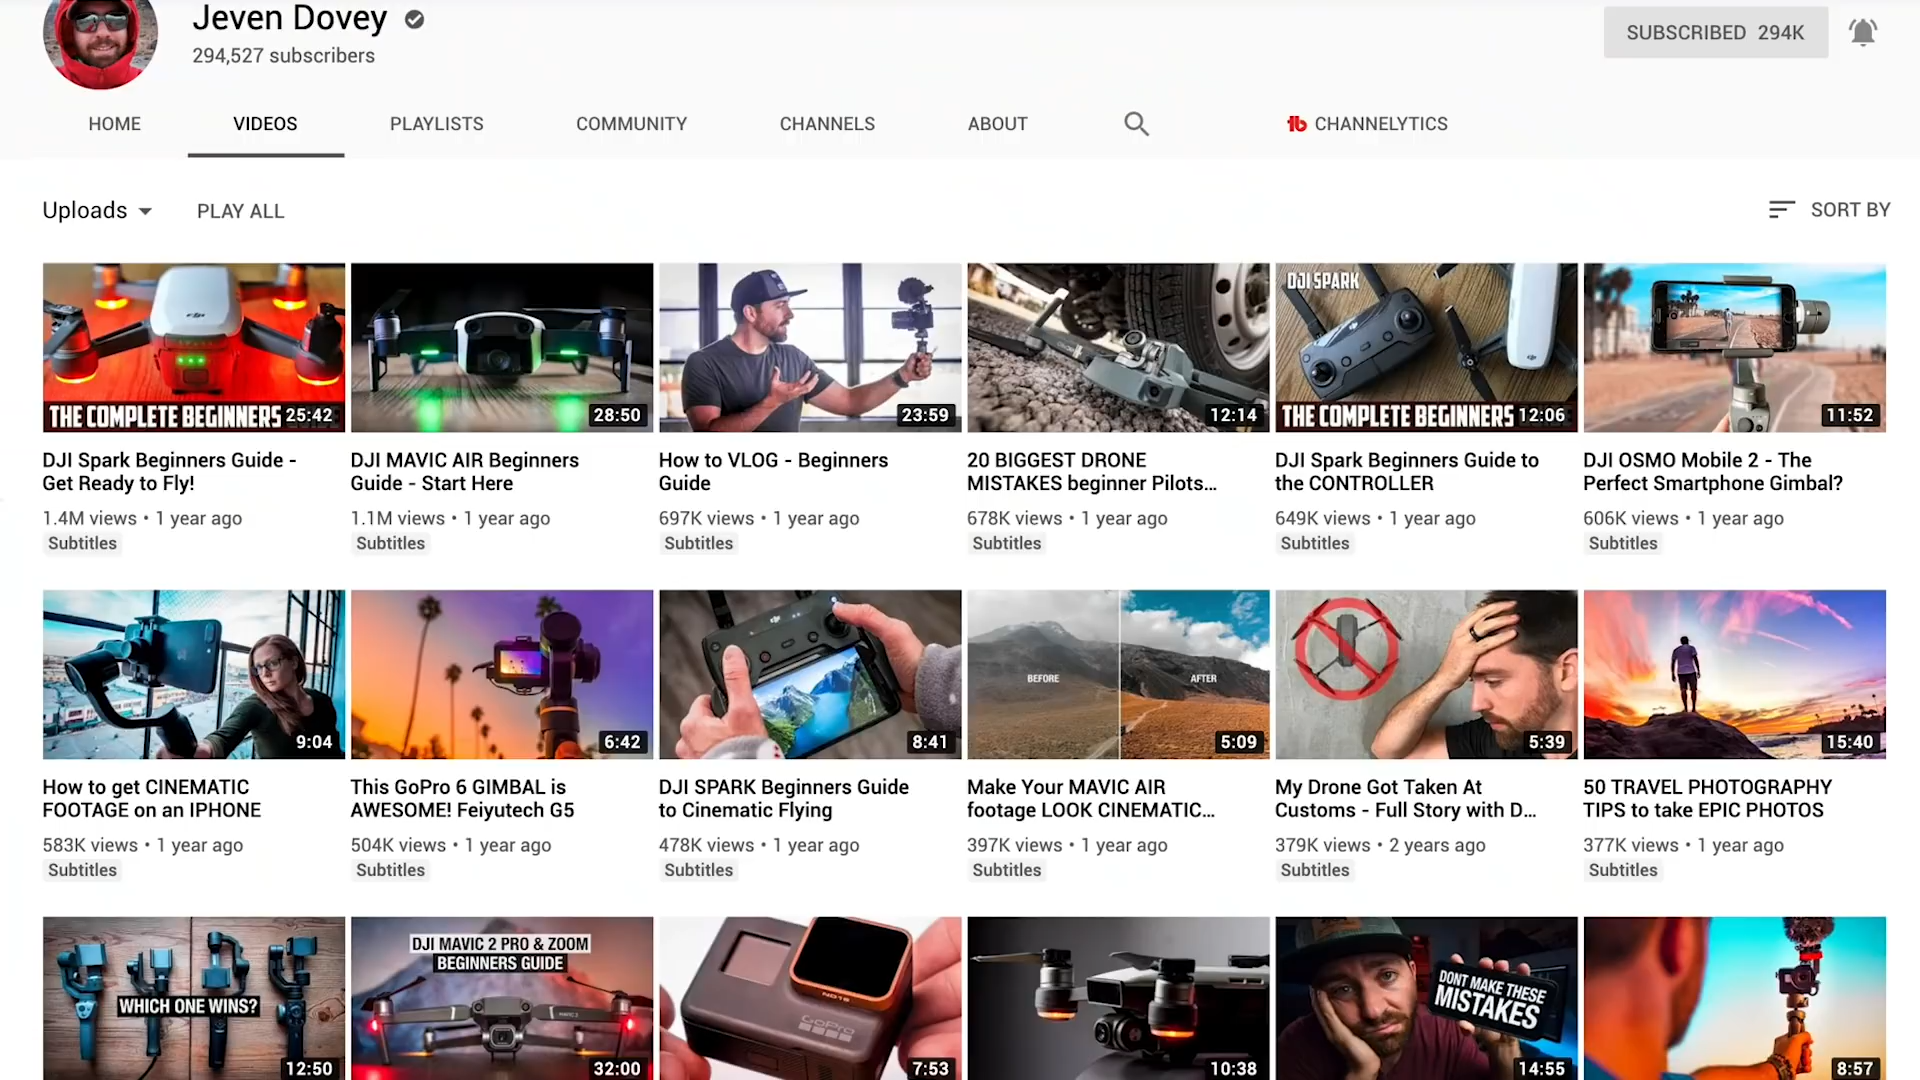 Jeven Dovey
294,527 subscribers
SUBSCRIBED 294K
HOME
VIDEOS
PLAYLISTS
COMMUNITY
CHANNELS
ABOUT
CHANNELYTICS
Uploads
PLAY ALL
SORT BY
THE COMPLETE BEGINNERS
25:42
28:50
23:59
12:14
DJI SPARK
THE COMPLETE BEGINNERS
12:06
11:52
DJI Spark Beginners Guide -
Get Ready to Fly!
1.4M views • 1 year ago
Subtitles
DJI MAVIC AIR Beginners
Guide - Start Here
1.1M views • 1 year ago
Subtitles
How to VLOG - Beginners
Guide
697K views • 1 year ago
Subtitles
20 BIGGEST DRONE
MISTAKES beginner Pilots...
678K views • 1 year ago
Subtitles
DJI Spark Beginners Guide to
the CONTROLLER
649K views • 1 year ago
Subtitles
DJI OSMO Mobile 2 - The
Perfect Smartphone Gimbal?
606K views • 1 year ago
Subtitles
9:04
6:42
8:41
BEFORE
AFTER
5:09
5:39
15:40
How to get CINEMATIC
FOOTAGE on an IPHONE
583K views • 1 year ago
Subtitles
This GoPro 6 GIMBAL is
AWESOME! Feiyutech G5
504K views • 1 year ago
Subtitles
DJI SPARK Beginners Guide
to Cinematic Flying
478K views • 1 year ago
Subtitles
Make Your MAVIC AIR
footage LOOK CINEMATIC...
397K views • 1 year ago
Subtitles
My Drone Got Taken At
Customs - Full Story with D...
379K views • 2 years ago
Subtitles
50 TRAVEL PHOTOGRAPHY
TIPS to take EPIC PHOTOS
377K views • 1 year ago
Subtitles
WHICH ONE WINS?
12:50
DJI MAVIC 2 PRO & ZOOM
BEGINNERS GUIDE
32:00
GoPro
7:53
10:38
DONT MAKE THESE
MISTAKES
14:55
8:57